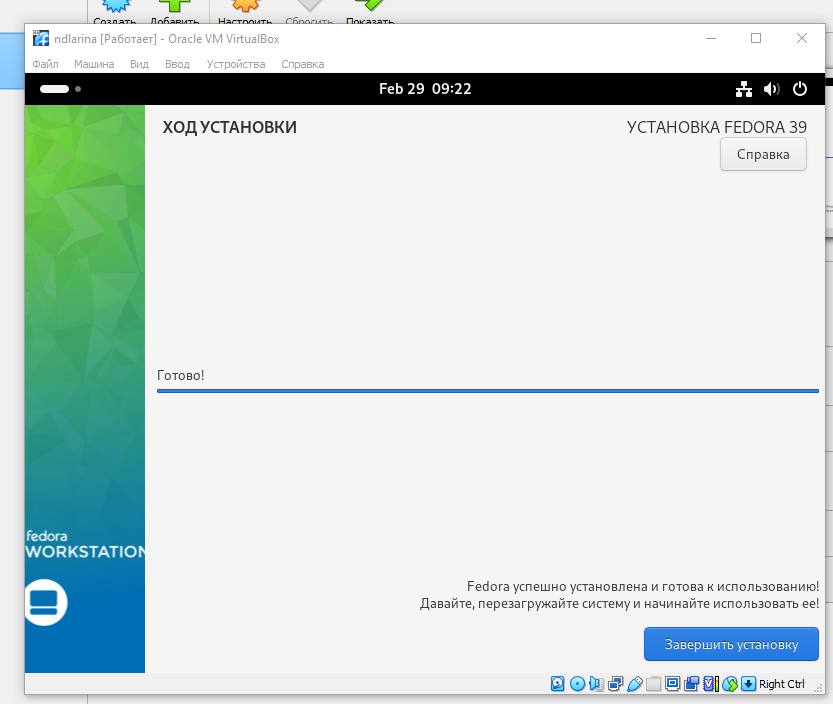 Создать Добавить Настроить Сбросить Показать
ndlarina [Работает] - Oracle VM VirtualBox
Файл Машина Вид Ввод Устройства Справка
Feb 29 09:22
ХОД УСТАНОВКИ
УСТАНОВКА FEDORA 39
Справка
Готово!
fedora
WORKSTATION
Fedora успешно установлена и готова к использованию!
Давайте, перезагружайте систему и начинайте использовать ее!
Завершить установку
Right Ctrl